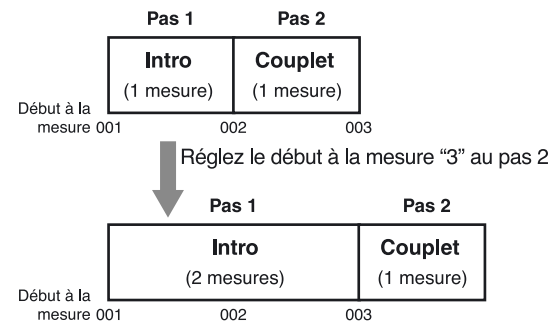 Pas 1 Pas 2
Intro Couplet
(1 mesure) (1 mesure)
Début à la
mesure 001 002 003
Réglez le début à la mesure “3” au pas 2
Pas 1 Pas 2
Intro Couplet
(2 mesures) (1 mesure)
Début à la
mesure 001 002 003